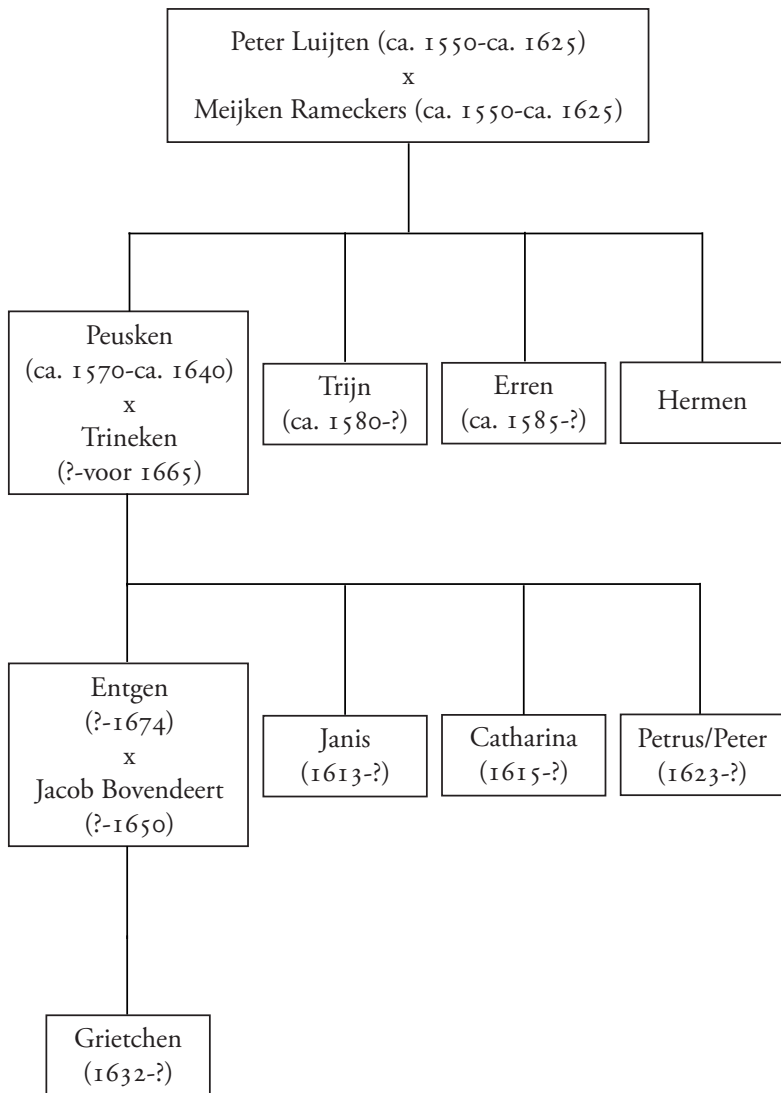 Peter Luijten (ca. 1550-ca. 1625)
x
Meijken Rameckers (ca. 1550-ca. 1625)
Peusken
(ca. 1570-ca. 1640)
x
Trineken
(?-voor 1665)
Trijn
(ca. 1580-?)
Erren
(ca. 1585-?)
Hermen
Entgen
(?-1674)
x
Jacob Bovendeert
(?-1650)
Janis
(1613-?)
Catharina
(1615-?)
Petrus/Peter
(1623-?)
Grietchen
(1632-?)